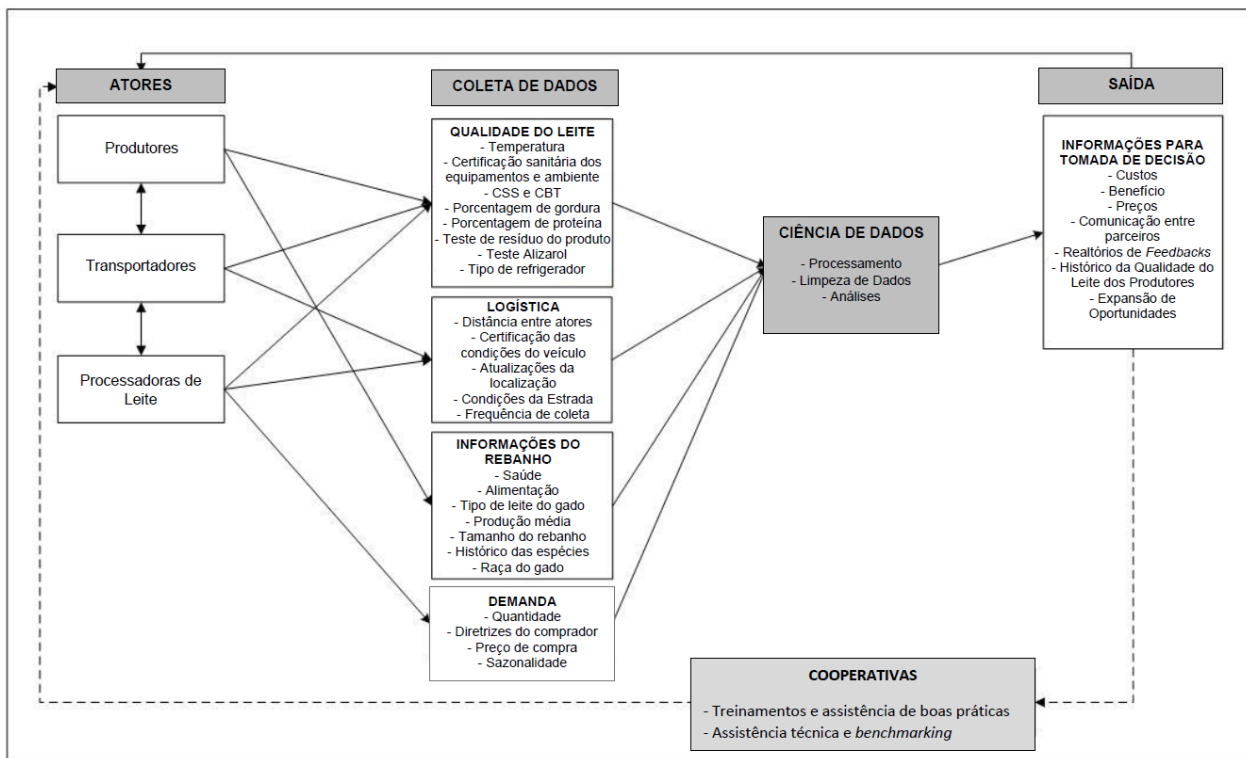 ATORES
Produtores
Transportadores
Processadoras de
Leite
COLETA DE DADOS
QUALIDADE DO LEITE
- Temperatura
- Certificação sanitária dos
equipamentos e ambiente
- CSS e CBT
- Porcentagem de gordura
- Porcentagem de proteína
- Teste de resíduo do produto
- Teste Alizarol
- Tipo de refrigerador
LOGÍSTICA
- Distância entre atores
- Certificação das
condições do veículo
- Atualizações da
localização
- Condições da Estrada
- Frequência de coleta
INFORMAÇÕES DO
REBANHO
- Saúde
- Alimentação
- Tipo de leite do gado
- Produção média
- Tamanho do rebanho
- Histórico das espécies
- Raça do gado
DEMANDA
- Quantidade
- Diretrizes do comprador
- Preço de compra
- Sazonalidade
CIÊNCIA DE DADOS
- Processamento
- Limpeza de Dados
- Análises
SAÍDA
INFORMAÇÕES PARA
TOMADA DE DECISÃO
- Custos
- Benefício
- Preços
- Comunicação entre
parceiros
- Realtórios de Feedbacks
- Histórico da Qualidade do
Leite dos Produtores
- Expansão de
Oportunidades
COOPERATIVAS
- Treinamentos e assistência de boas práticas
- Assistência técnica e benchmarking